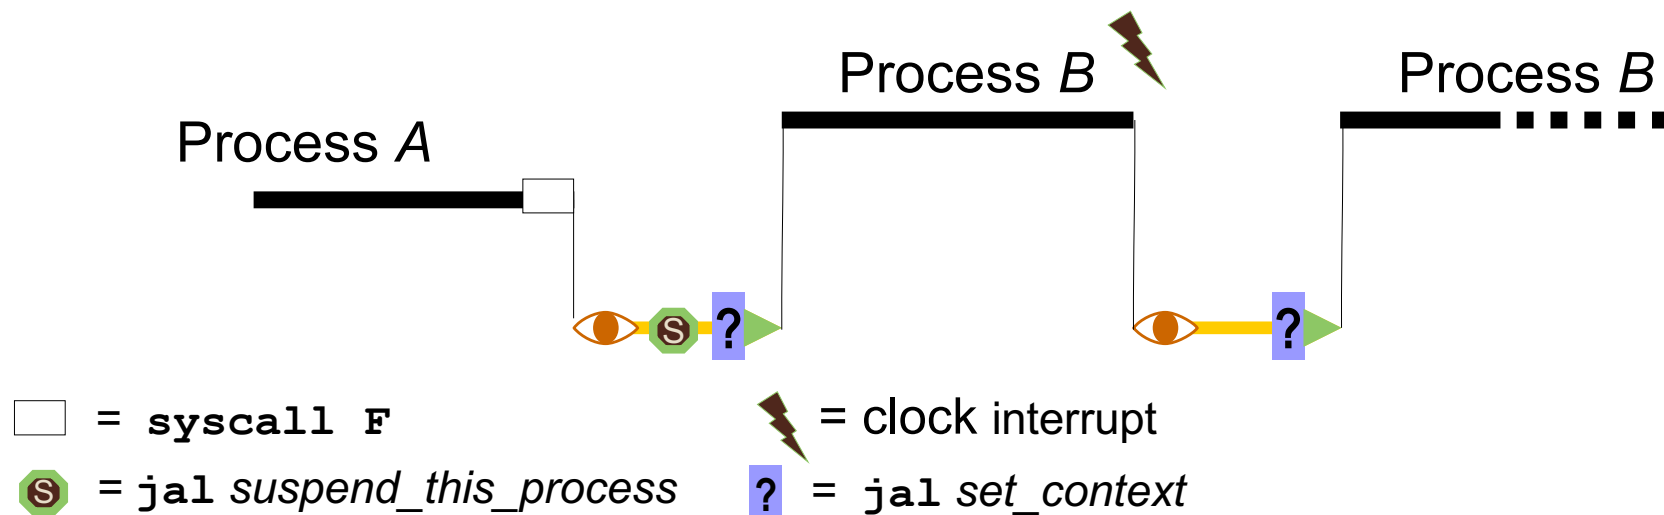 Process B
Process B
Process A
S
?
?
= syscall F
= clock interrupt
S
= jal suspend_this_process
?
= jal set_context